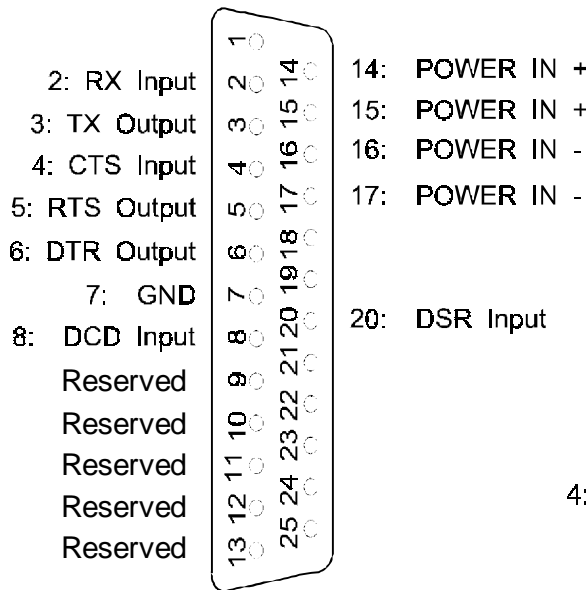 2: RX Input
3: TX Output
4: CTS Input
5: RTS Output
6: DTR Output
7: GND
8: DCD Input
Reserved
Reserved
Reserved
Reserved
Reserved
1
2
3
4
5
6
7
8
9
10
11
12
13
14
15
16
17
18
19
20
21
22
23
24
25
14: POWER IN +
15: POWER IN +
16: POWER IN -
17: POWER IN -
20: DSR Input
4: